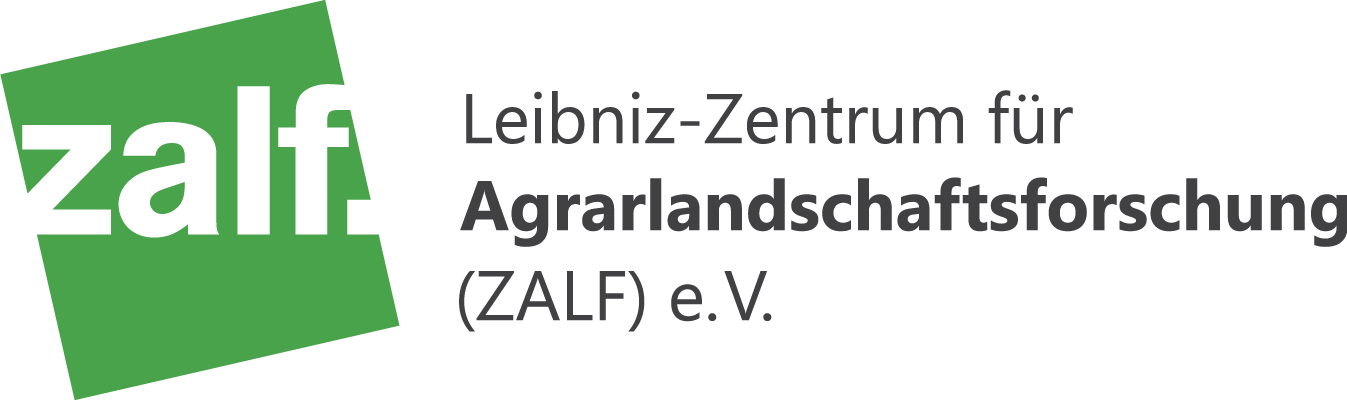 zalf.
Leibniz-Zentrum für
Agrarlandschaftsforschung
(ZALF) e.V.